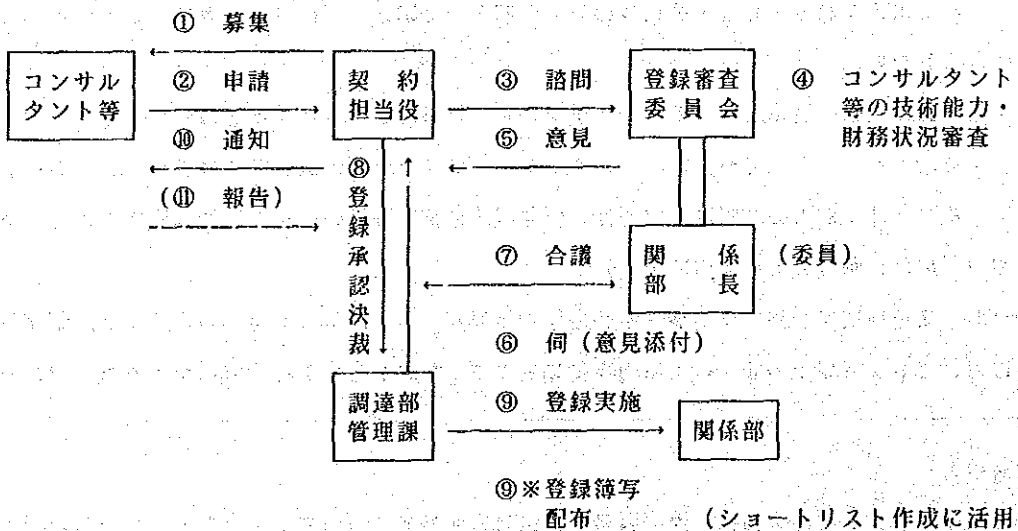 ① 募集
コンサル
タント等
② 申請
契約
担当役
③ 諮問
登録審査
委員会
④ コンサルタント
等の技術能力・
財務状況審査
⑩ 通知
⑤ 意見
(⑪ 報告)
⑧登録承認決裁
⑦ 合議
関係
部長
(委員)
⑥ 伺(意見添付)
調達部
管理課
⑨ 登録実施
関係部
⑨※登録簿写
配布
(ショートリスト作成に活用